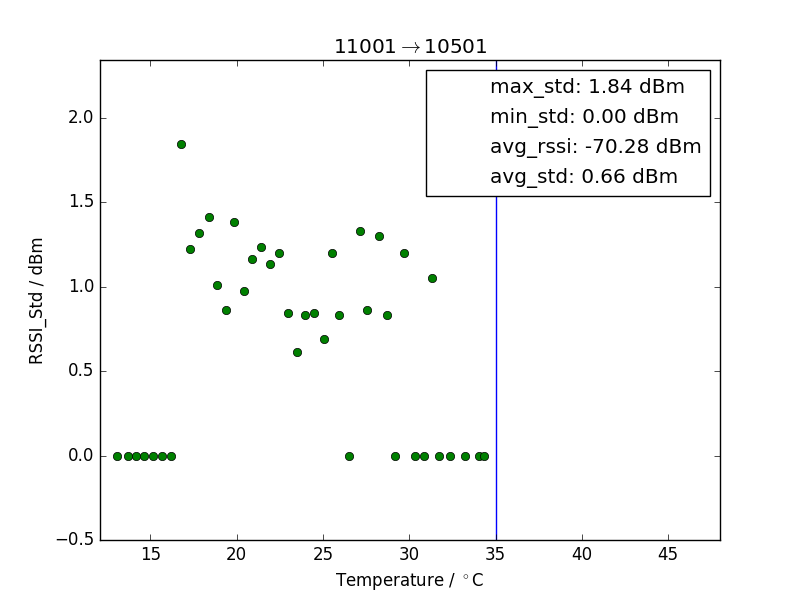 11001→10501
max_std: 1.84 dBm
min_std: 0.00 dBm
avg_rssi: -70.28 dBm
avg_std: 0.66 dBm
2.0
1.5
1.0
0.5
0.0
−0.5
RSSI_Std / dBm
15 20 25 30 35 40 45
Temperature / °C